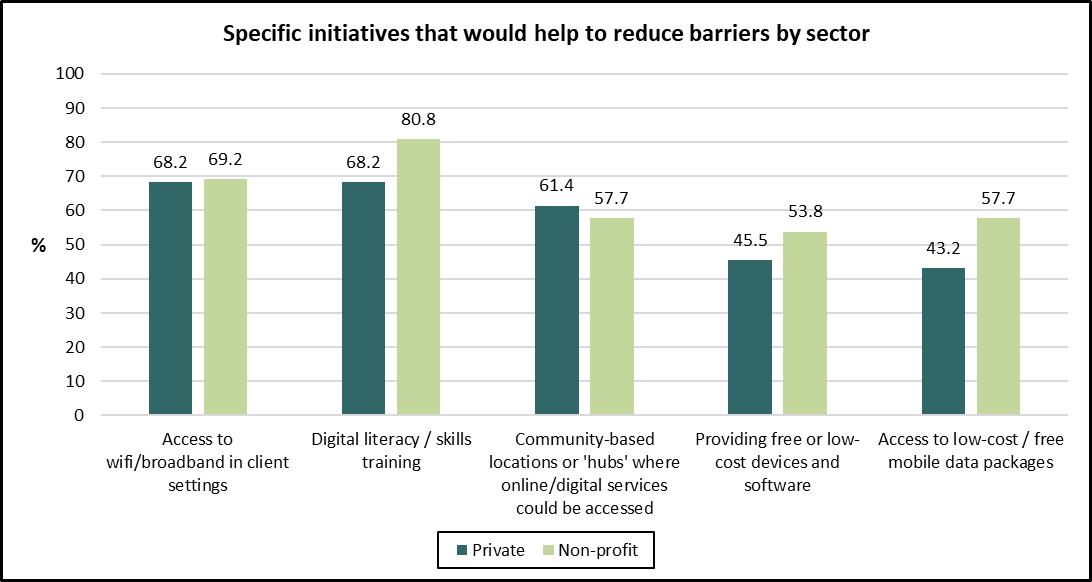 Specific initiatives that would help to reduce barriers by sector
100
90
80
70
60
50
40
30
20
10
0
%
68.2
69.2
68.2
80.8
61.4
57.7
45.5
53.8
43.2
57.7
Access to
wifi/broadband in client
settings
Digital literacy / skills
training
Community-based
locations or 'hubs' where
online/digital services
could be accessed
Providing free or low-
cost devices and
software
Access to low-cost / free
mobile data packages
Private
Non-profit